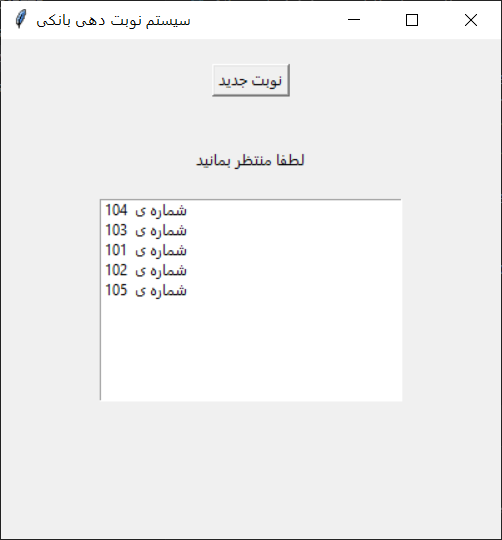 سیستم نوبت دهی بانکی
نوبت جدید
لطفا منتظر بمانید
شماره ی 104
شماره ی 103
شماره ی 101
شماره ی 102
شماره ی 105